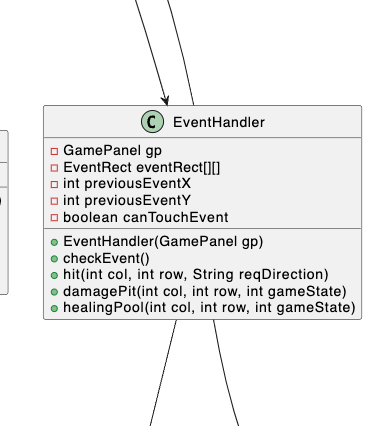 C EventHandler
GamePanel gp
EventRect eventRect[][]
int previousEventX
int previousEventY
boolean canTouchEvent
EventHandler(GamePanel gp)
checkEvent()
hit(int col, int row, String reqDirection)
damagePit(int col, int row, int gameState)
healingPool(int col, int row, int gameState)